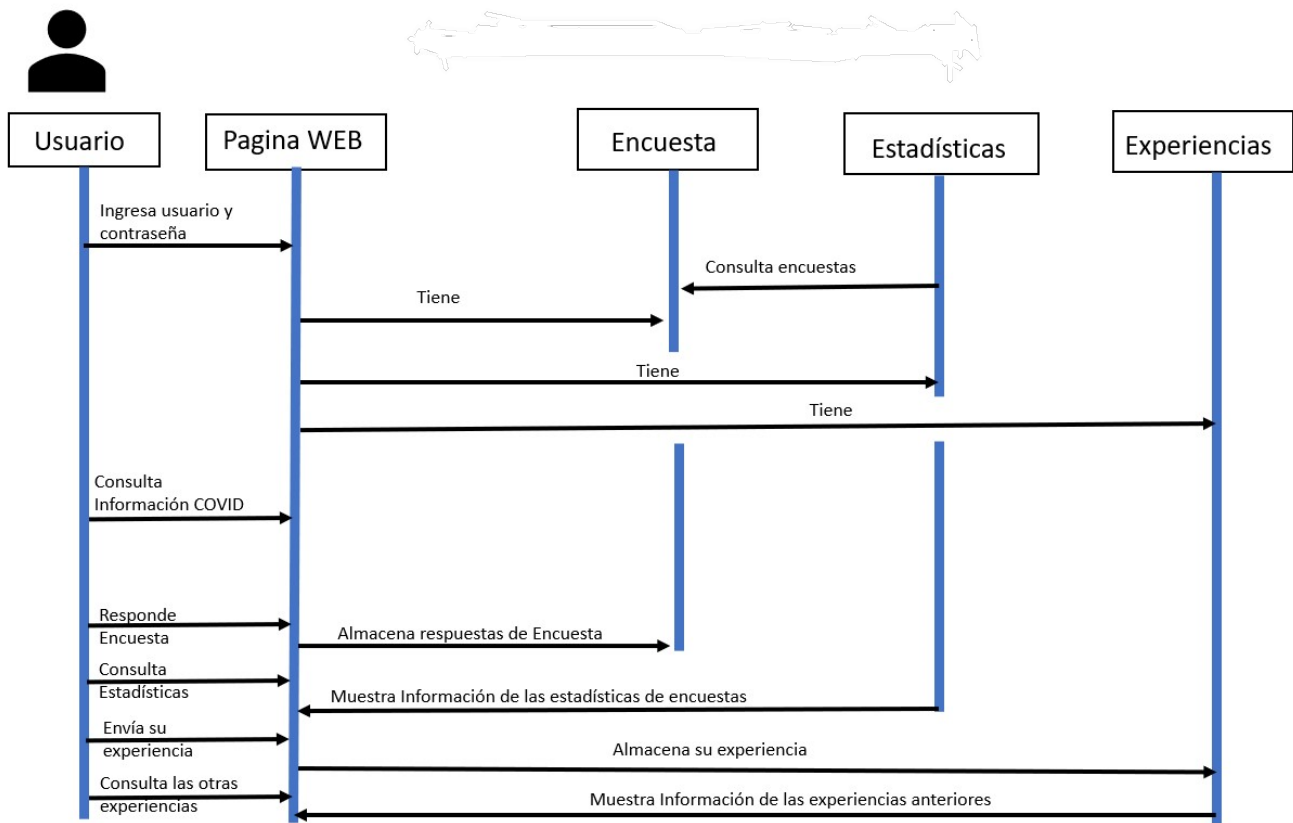 Usuario
Pagina WEB
Encuesta
Estadísticas
Experiencias
Ingresa usuario y
contraseña
Consulta encuestas
Tiene
Tiene
Tiene
Consulta
Información COVID
Responde
Encuesta
Almacena respuestas de Encuesta
Consulta
Estadísticas
Muestra Información de las estadísticas de encuestas
Envía su
experiencia
Almacena su experiencia
Consulta las otras
experiencias
Muestra Información de las experiencias anteriores